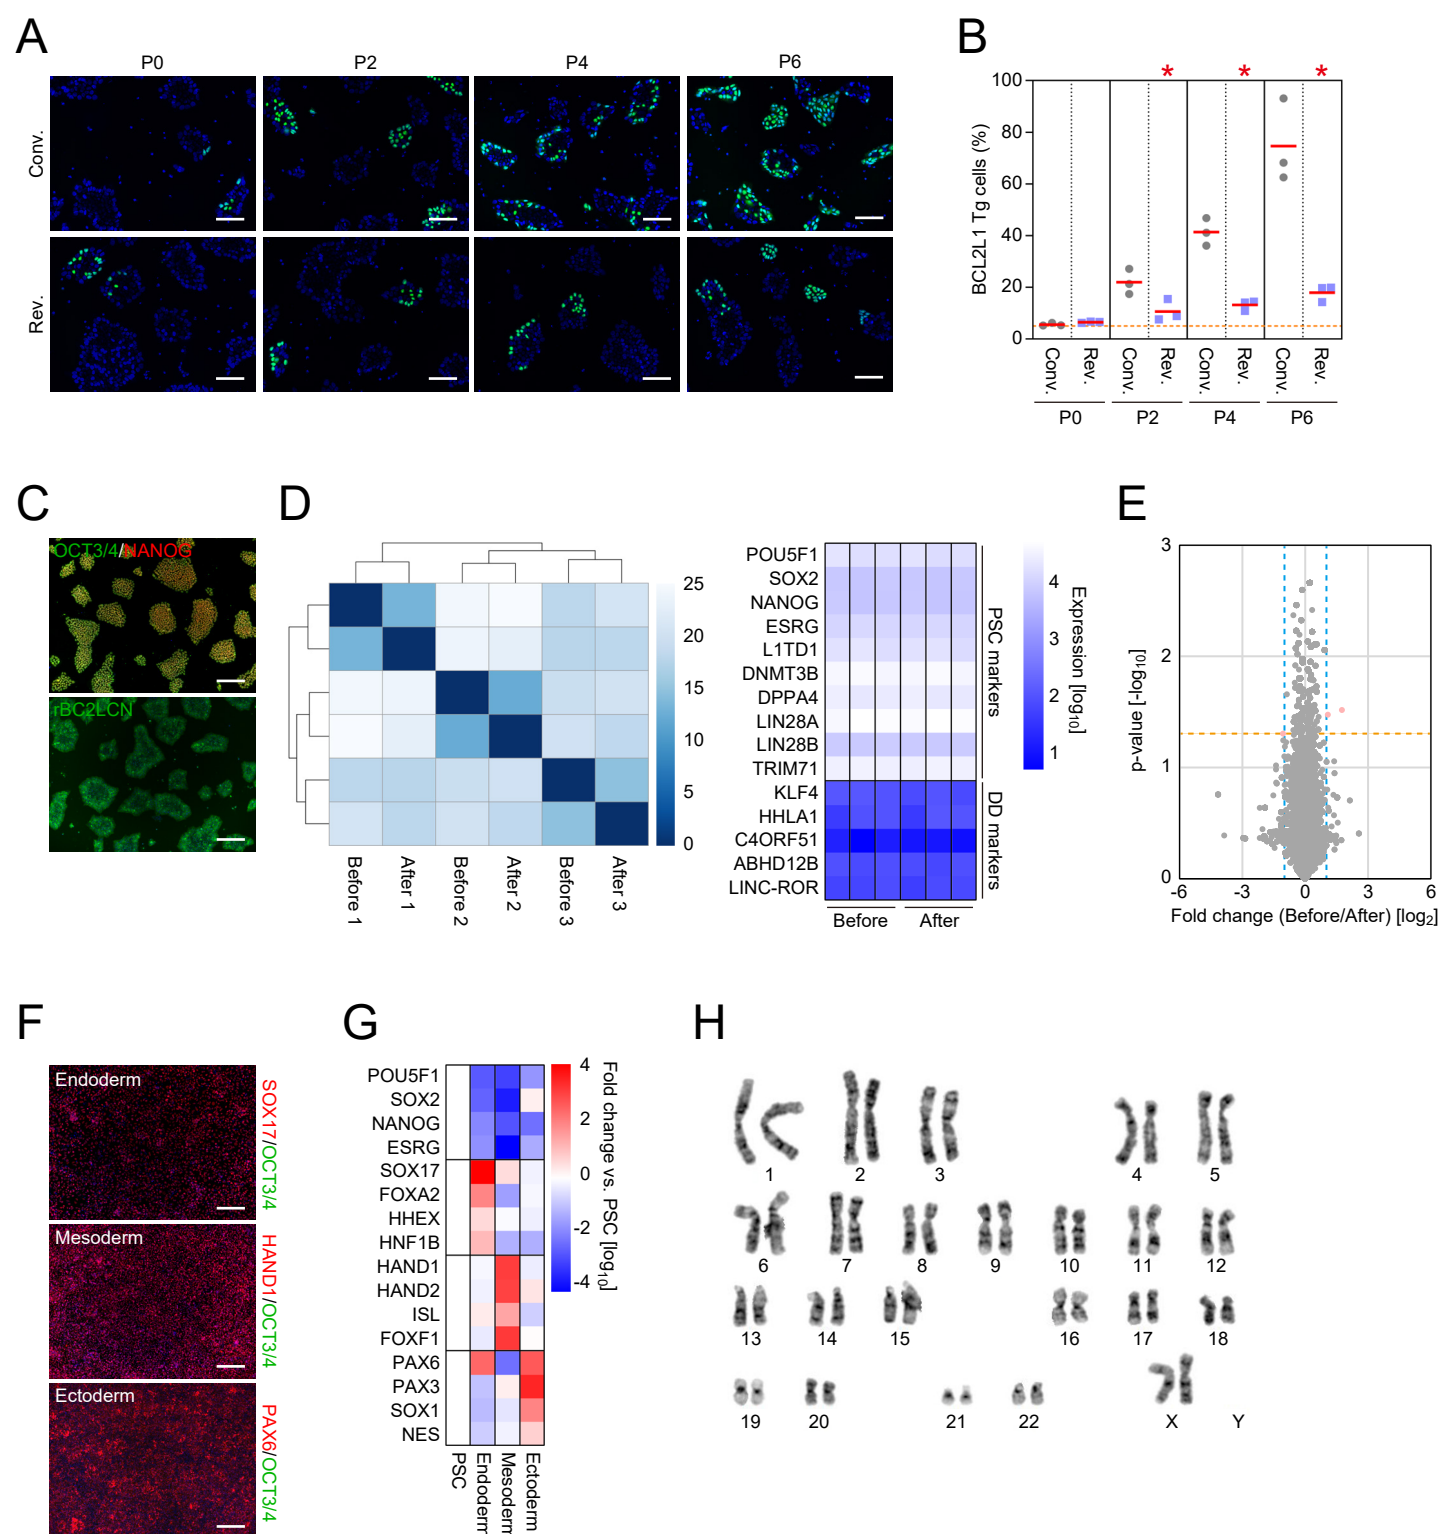 A
P0 P2 P4 P6
Conv.
Rev.
B
BCL2L1 Tg cells (%)
100
80
60
40
20
0
* * *
Conv. Rev. Conv. Rev. Conv. Rev. Conv. Rev.
P0 P2 P4 P6
C
OCT3/4/NANOG
rBC2LCN
D
25
20
15
10
5
0
Before 1 After 1 Before 2 After 2 Before 3 After 3
POU5F1
SOX2
NANOG
ESRG
L1TD1
DNMT3B
DPPA4
LIN28A
LIN28B
TRIM71
KLF4
HHLA1
C4ORF51
ABHD12B
LINC-ROR
PSC markers
DD markers
Before After
4
3
2
1
Expression [log10]
E
p-value [-log10]
3
2
1
0
-6 -3 0 3 6
Fold change (Before/After) [log2]
F
Endoderm
SOX17/OCT3/4
Mesoderm
HAND1/OCT3/4
Ectoderm
PAX6/OCT3/4
G
POU5F1
SOX2
NANOG
ESRG
SOX17
FOXA2
HHEX
HNF1B
HAND1
HAND2
ISL
FOXF1
PAX6
PAX3
SOX1
NES
PSC Endoderm Mesoderm Ectoderm
4
2
0
-2
-4
Fold change vs. PSC [log10]
H
1 2 3 4 5
6 7 8 9 10 11 12
13 14 15 16 17 18
19 20 21 22 X Y